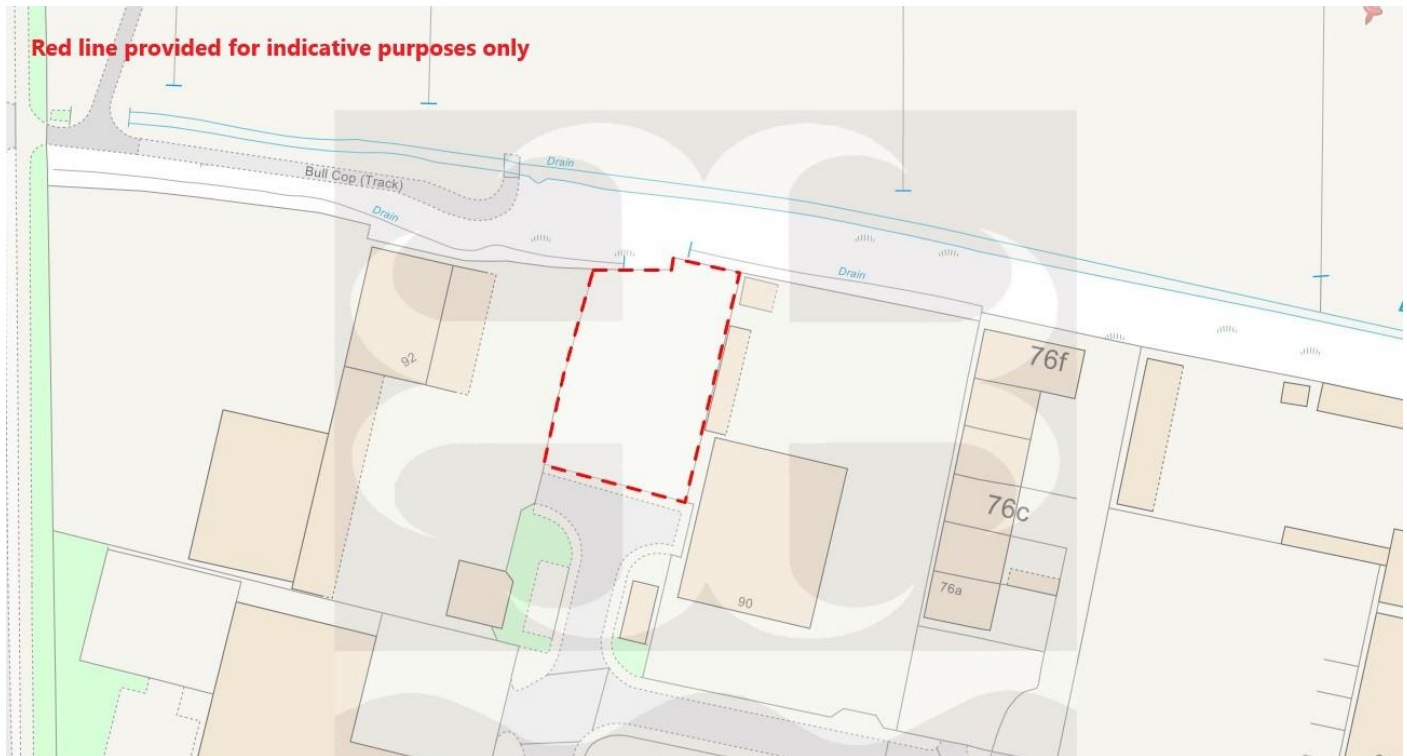 Red line provided for indicative purposes only
Drain
Bull Cop (Track)
Drain
Drain
92
76f
76c
76a
90